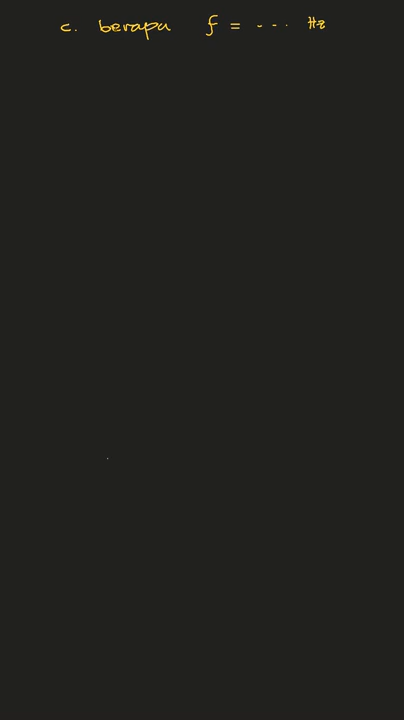 c. berapa f = ... Hz